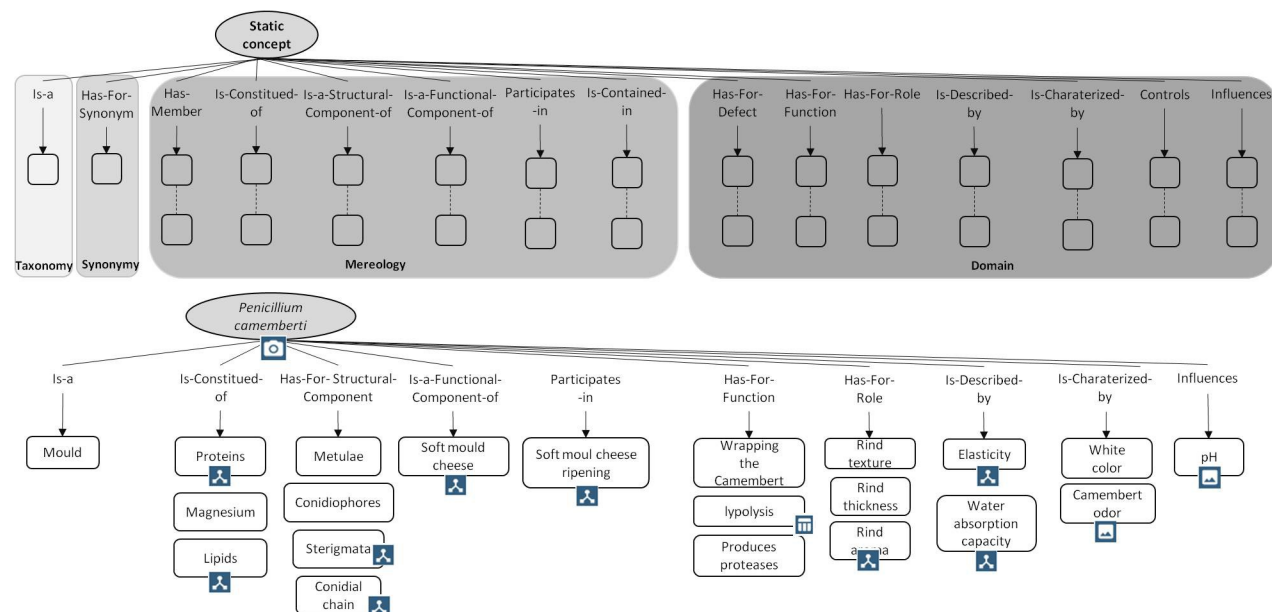 Static
concept
Is-a
Has-For-
Synonym
Has-
Member
Is-Constitued-
of
Is-a-Structural-
Component-of
Is-a-Functional-
Component-of
Participates
-in
Is-Contained-
in
Has-For-
Defect
Has-For-
Function
Has-For-Role
Is-Described-
by
Is-Charaterized-
by
Controls
Influences
Taxonomy
Synonymy
Mereology
Domain
Penicillium
camemberti
Is-a
Is-Constitued-
of
Has-For- Structural-
Component
Is-a-Functional-
Component-of
Participates
-in
Has-For-
Function
Has-For-
Role
Is-Described-
by
Is-Charaterized-
by
Influences
Mould
Proteins
Magnesium
Lipids
Metulae
Conidiophores
Sterigmata
Conidial
chain
Soft mould
cheese
Soft moul cheese
ripening
Wrapping
the
Camembert
lypolysis
Produces
proteases
Rind
texture
Rind
thickness
Rind
aroma
Elasticity
Water
absorption
capacity
White
color
Camembert
odor
pH